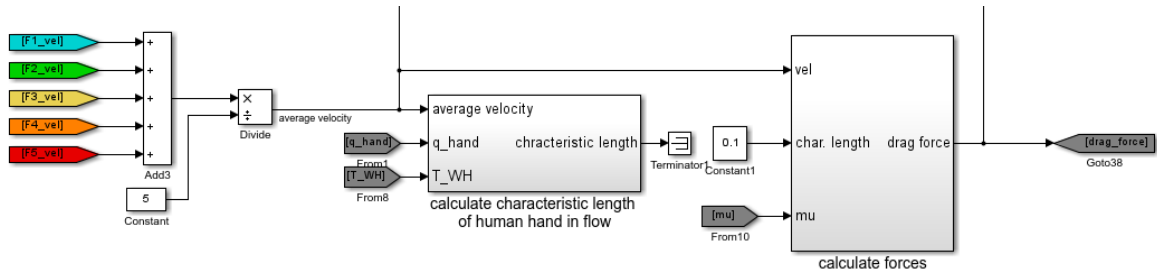 [F1_vel]
[F2_vel]
[F3_vel]
[F4_vel]
[F5_vel]
+
+
+
+
+
Add3
5
Constant
×
÷
Divide
average velocity
average velocity
q_hand
T_WH
chracteristic length
calculate characteristic length
of human hand in flow
[q_hand]
From1
[T_WH]
From8
Terminator1
0.1
Constant1
[mu]
From10
vel
char. length
mu
drag force
calculate forces
[drag_force]
Goto38